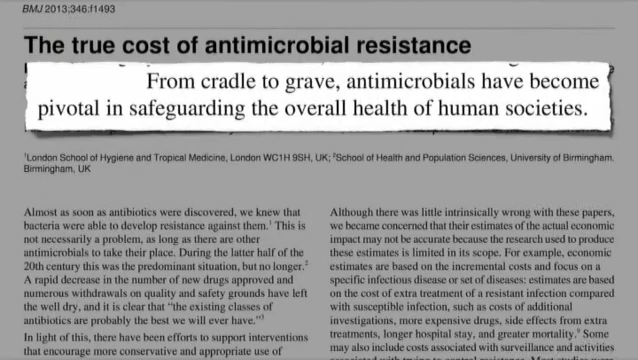 BMJ 2013;346:f1493
The true cost of antimicrobial resistance
From cradle to grave, antimicrobials have become
pivotal in safeguarding the overall health of human societies.
¹London School of Hygiene and Tropical Medicine, London WC1H 9SH, UK; ²School of Health and Population Sciences, University of Birmingham.
Birmingham, UK
Almost as soon as antibiotics were discovered, we knew that
bacteria were able to develop resistance against them.¹ This is
not necessarily a problem, as long as there are other
antimicrobials to take their place. During the latter half of the
20th century this was the predominant situation, but no longer.²
A rapid decrease in the number of new drugs approved and
numerous withdrawals on quality and safety grounds have left
the well dry, and it is clear that “the existing classes of
antibiotics are probably the best we will ever have.”³
In light of this, there have been efforts to support interventions
that encourage more conservative and appropriate use of
Although there was little intrinsically wrong with these papers,
we became concerned that their estimates of the actual economic
impact may not be accurate because the research used to produce
these estimates is limited in its scope. For example, economic
estimates are based on the incremental costs and focus on a
specific infectious disease or set of diseases: estimates are based
on the cost of extra treatment of a resistant infection compared
with susceptible infection, such as costs of additional
investigations, more expensive drugs, side effects from extra
treatments, longer hospital stay, and greater mortality.⁹ Some
may also include costs associated with surveillance and activities